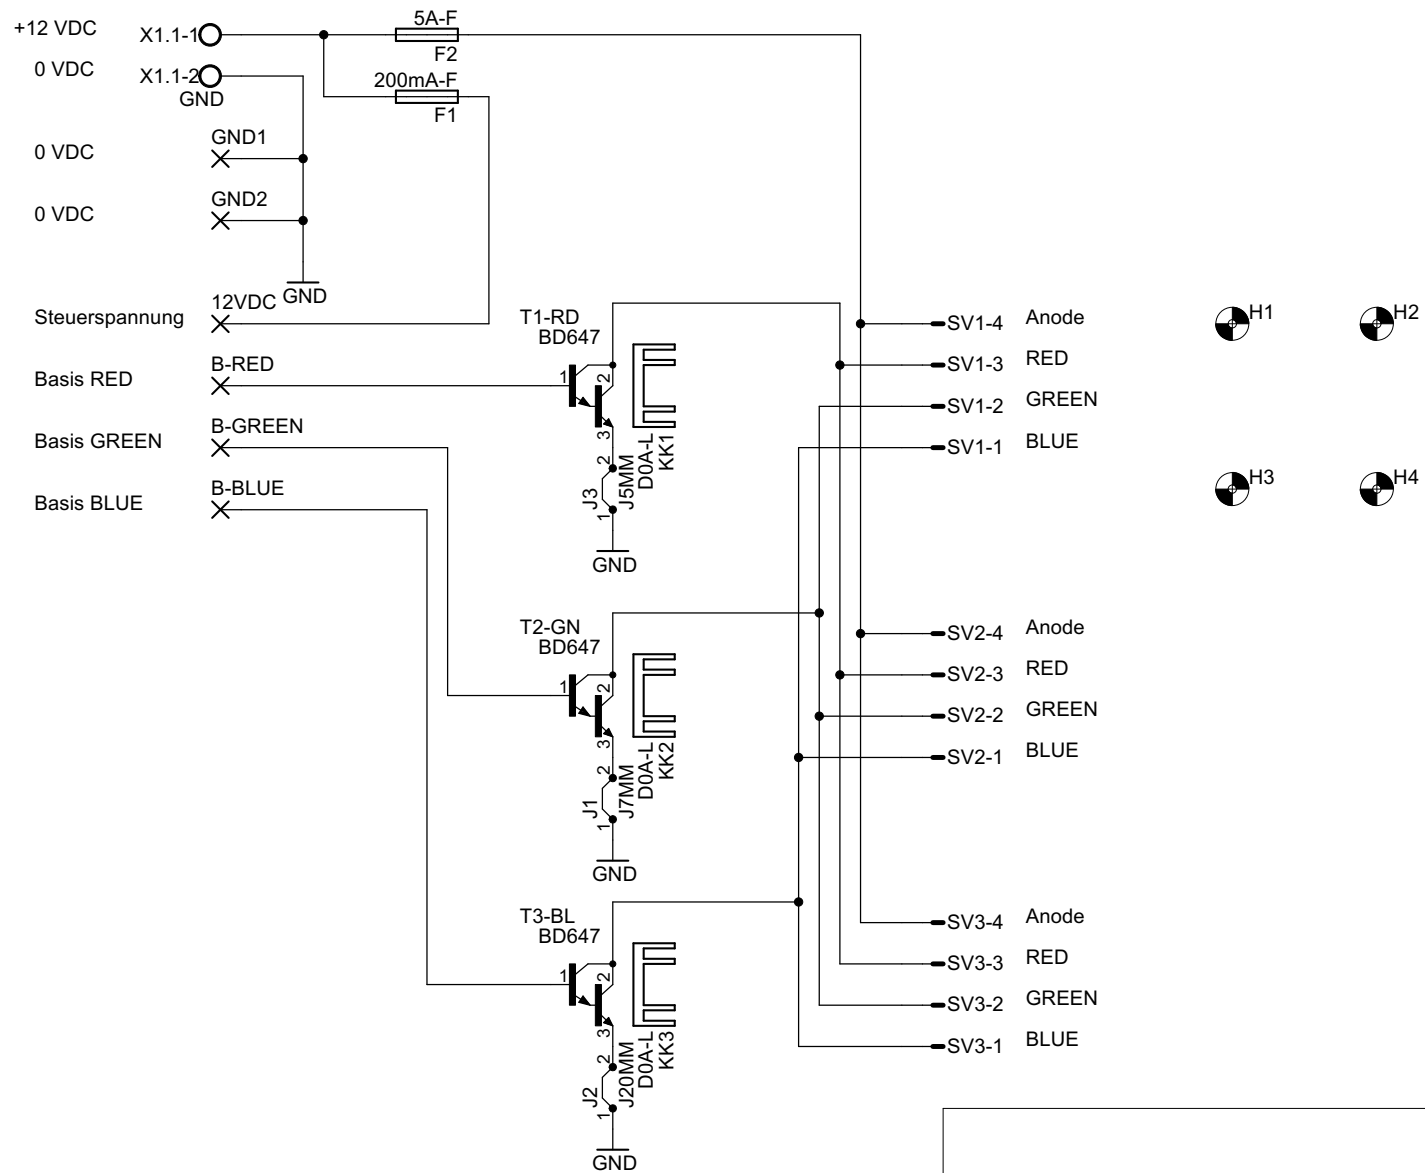 +12 VDC X1.1-1 5A-F
F2
0 VDC X1.1-2
GND
200mA-F
F1
0 VDC GND1
0 VDC GND2
GND
Steuerspannung 12VDC
Basis RED B-RED
Basis GREEN B-GREEN
Basis BLUE B-BLUE
T1-RD
BD647
1
2
3
D0A-L
KK1
2
J3
J5MM
1
GND
SV1-4 Anode
SV1-3 RED
SV1-2 GREEN
SV1-1 BLUE
H1 H2
H3 H4
T2-GN
BD647
1
2
3
D0A-L
KK2
2
J1
J7MM
1
GND
SV2-4 Anode
SV2-3 RED
SV2-2 GREEN
SV2-1 BLUE
T3-BL
BD647
1
2
3
D0A-L
KK3
2
J2
J20MM
1
GND
SV3-4 Anode
SV3-3 RED
SV3-2 GREEN
SV3-1 BLUE